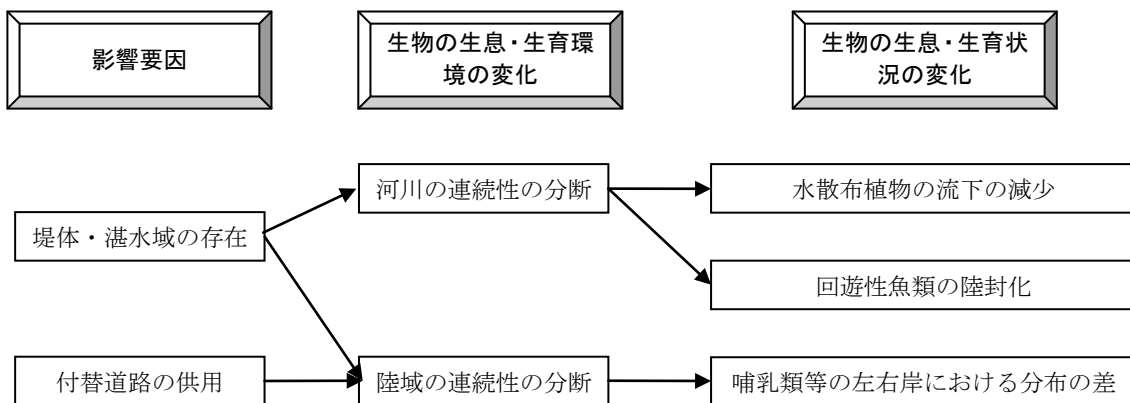 影響要因
生物の生息・生育環
境の変化
生物の生息・生育状
況の変化
河川の連続性の分断
水散布植物の流下の減少
堤体・湛水域の存在
回遊性魚類の陸封化
付替道路の供用
陸域の連続性の分断
哺乳類等の左右岸における分布の差